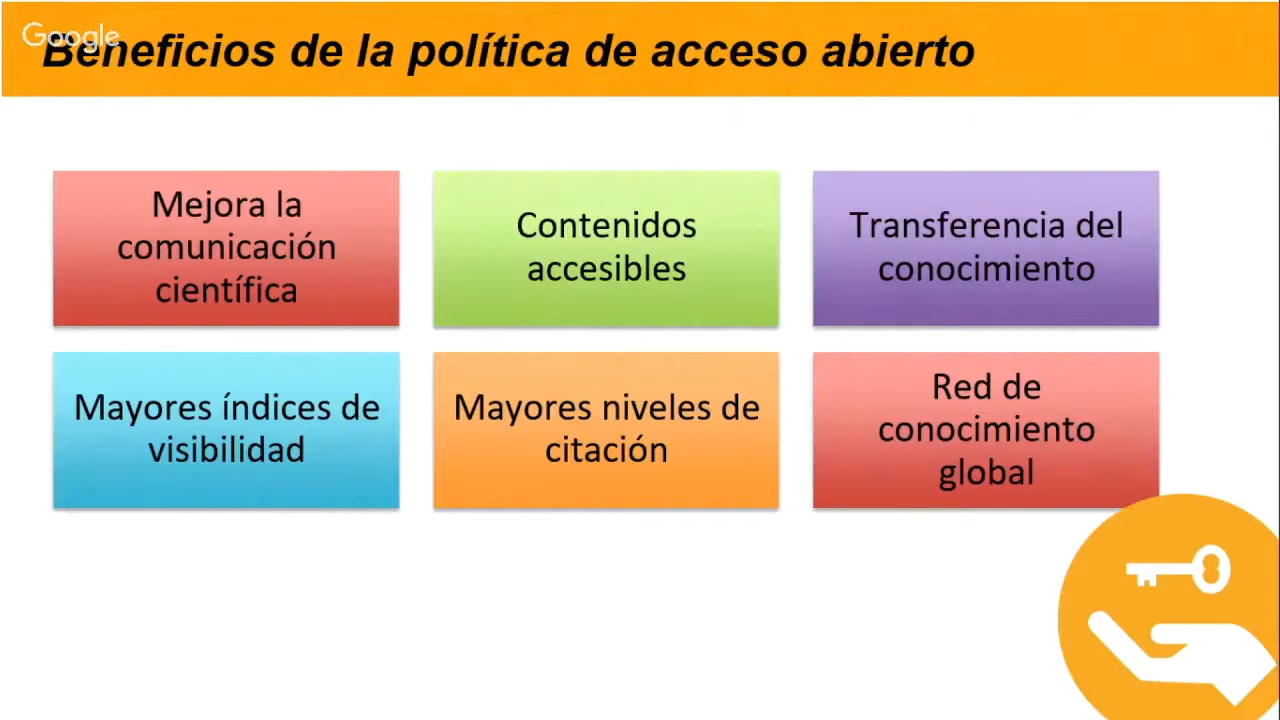 Google
Beneficios de la política de acceso abierto
Mejora la
comunicación
científica
Contenidos
accesibles
Transferencia del
conocimiento
Mayores índices de
visibilidad
Mayores niveles de
citación
Red de
conocimiento
global